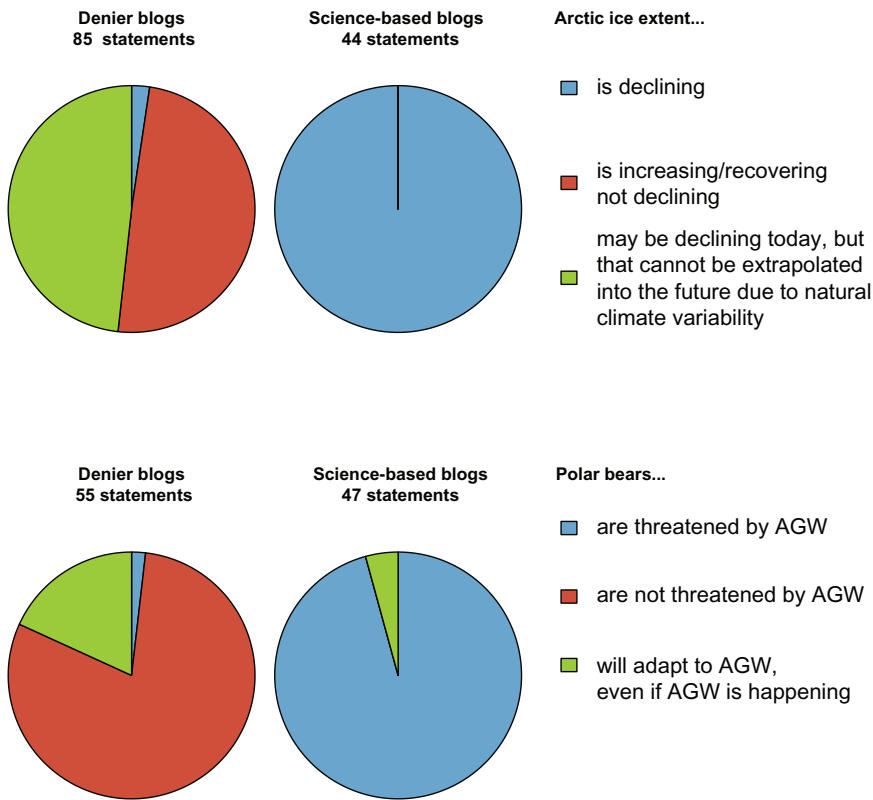 Denier blogs
85 statements
Science-based blogs
44 statements
Arctic ice extent...
is declining
is increasing/recovering
not declining
may be declining today, but
that cannot be extrapolated
into the future due to natural
climate variability
Denier blogs
55 statements
Science-based blogs
47 statements
Polar bears...
are threatened by AGW
are not threatened by AGW
will adapt to AGW,
even if AGW is happening